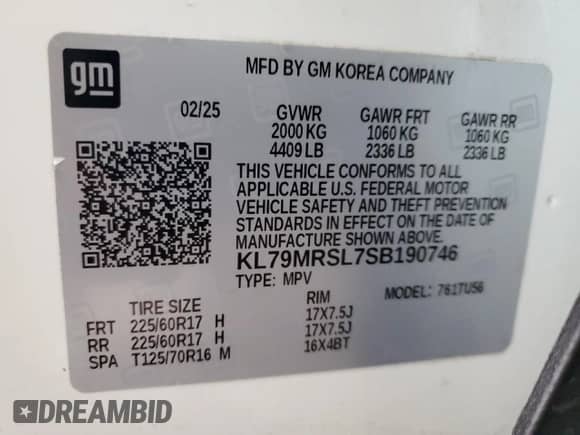 gm
MFD BY GM KOREA COMPANY
02/25 GVWR GAWR FRT GAWR RR
2000 KG 1060 KG 1060 KG
4409 LB 2336 LB 2336 LB
THIS VEHICLE CONFORMS TO ALL
APPLICABLE U.S. FEDERAL MOTOR
VEHICLE SAFETY AND THEFT PREVENTION
STANDARDS IN EFFECT ON THE DATE OF
MANUFACTURE SHOWN ABOVE.
KL79MRSL7SB190746
TYPE: MPV MODEL: 761TU56
TIRE SIZE RIM
FRT 225/60R17 H 17X7.5J
RR 225/60R17 H 17X7.5J
SPA T125/70R16 M 16X4BT
DREAMBID